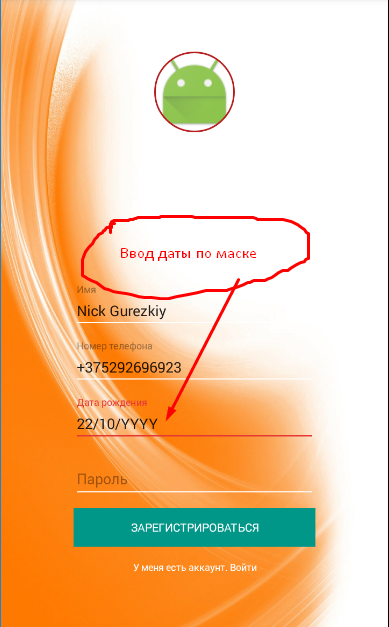 Ввод даты по маске
Имя
Nick Gurezkiy
Номер телефона
+375292696923
Дата рождения
22/10/YYYY
Пароль
ЗАРЕГИСТРИРОВАТЬСЯ
У меня есть аккаунт. Войти